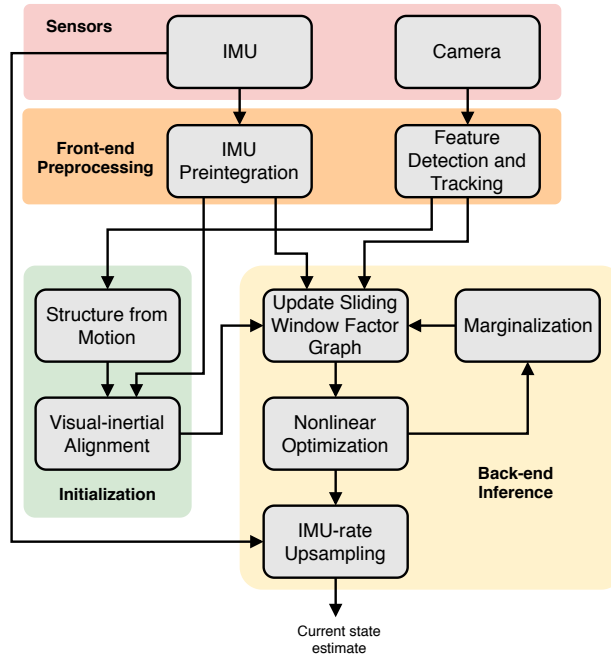 Sensors
IMU
Camera
Front-end
Preprocessing
IMU
Preintegration
Feature
Detection and
Tracking
Structure from
Motion
Update Sliding
Window Factor
Graph
Marginalization
Visual-inertial
Alignment
Nonlinear
Optimization
Initialization
Back-end
Inference
IMU-rate
Upsampling
Current state
estimate